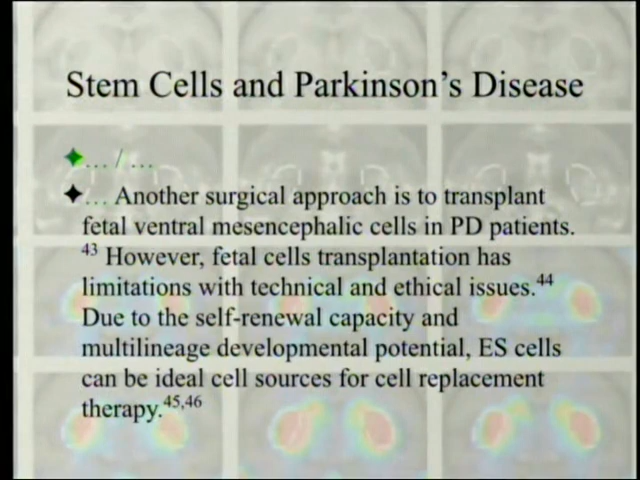 Stem Cells and Parkinson's Disease
… / …
… Another surgical approach is to transplant
fetal ventral mesencephalic cells in PD patients.
43 However, fetal cells transplantation has
limitations with technical and ethical issues.44
Due to the self-renewal capacity and
multilineage developmental potential, ES cells
can be ideal cell sources for cell replacement
therapy.45,46